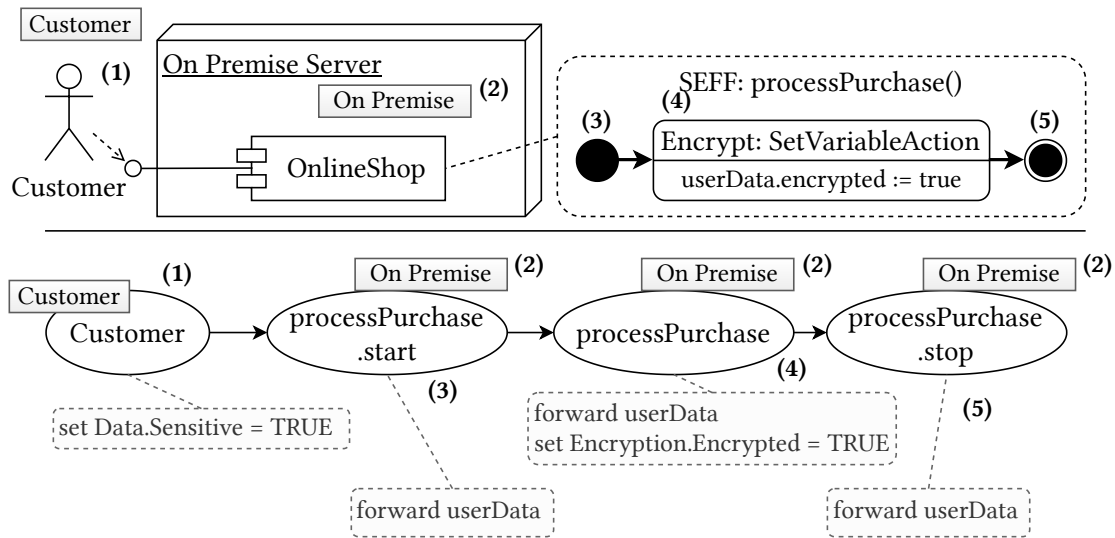 Customer
(1)
Customer
On Premise Server
On Premise
(2)
OnlineShop
SEFF: processPurchase()
(3)
(4)
Encrypt: SetVariableAction
userData.encrypted := true
(5)
Customer
(1)
Customer
On Premise
(2)
processPurchase
.start
(3)
On Premise
(2)
processPurchase
(4)
On Premise
(2)
processPurchase
.stop
(5)
set Data.Sensitive = TRUE
forward userData
forward userData
set Encryption.Encrypted = TRUE
forward userData